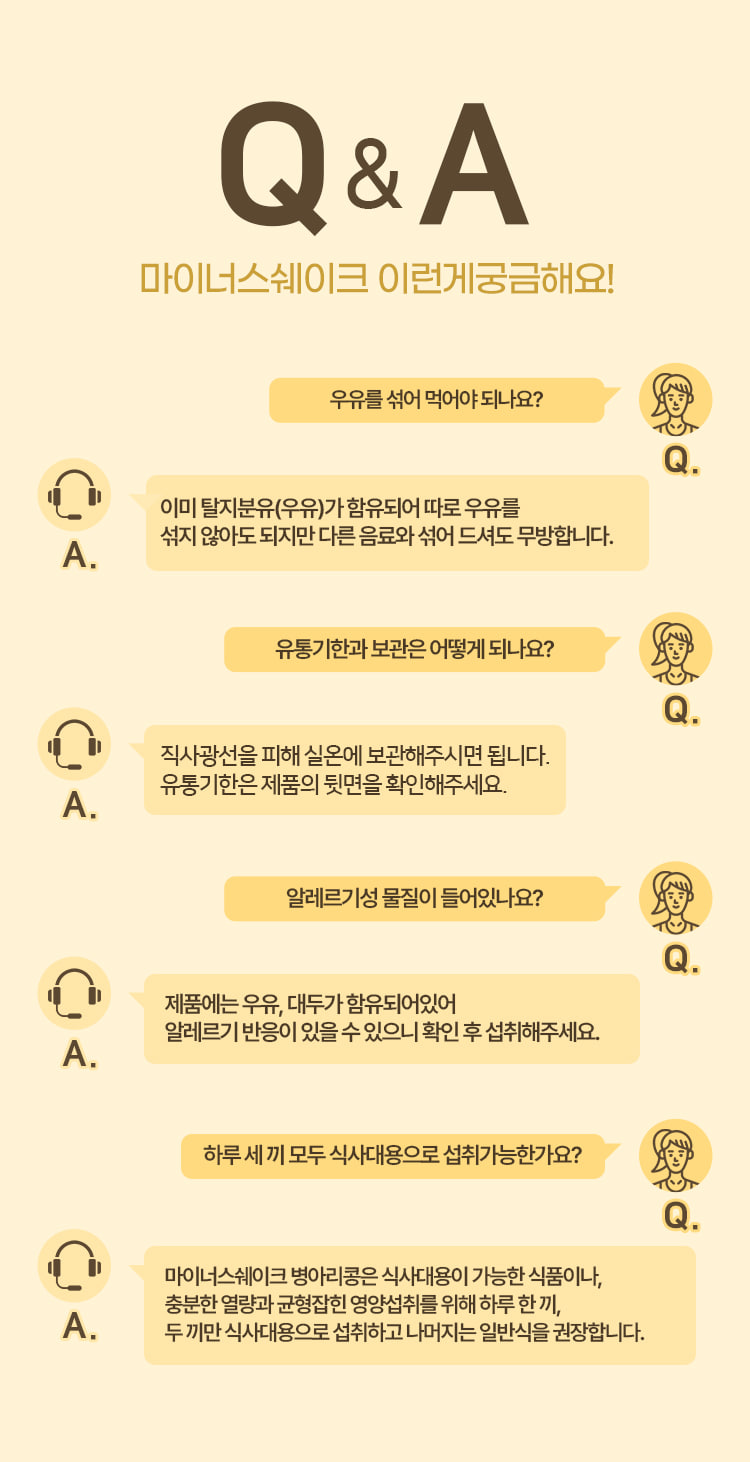 Q & A
마이너스쉐이크 이런게궁금해요!
우유를 섞어 먹어야 되나요?
Q.
이미 탈지분유(우유)가 함유되어 따로 우유를
섞지 않아도 되지만 다른 음료와 섞어 드셔도 무방합니다.
A.
유통기한과 보관은 어떻게 되나요?
Q.
직사광선을 피해 실온에 보관해주시면 됩니다.
유통기한은 제품의 뒷면을 확인해주세요.
A.
알레르기성 물질이 들어있나요?
Q.
제품에는 우유, 대두가 함유되어있어
알레르기 반응이 있을 수 있으니 확인 후 섭취해주세요.
A.
하루 세 끼 모두 식사대용으로 섭취가능한가요?
Q.
마이너스쉐이크 병아리콩은 식사대용이 가능한 식품이나,
충분한 열량과 균형잡힌 영양섭취를 위해 하루 한 끼,
두 끼만 식사대용으로 섭취하고 나머지는 일반식을 권장합니다.
A.